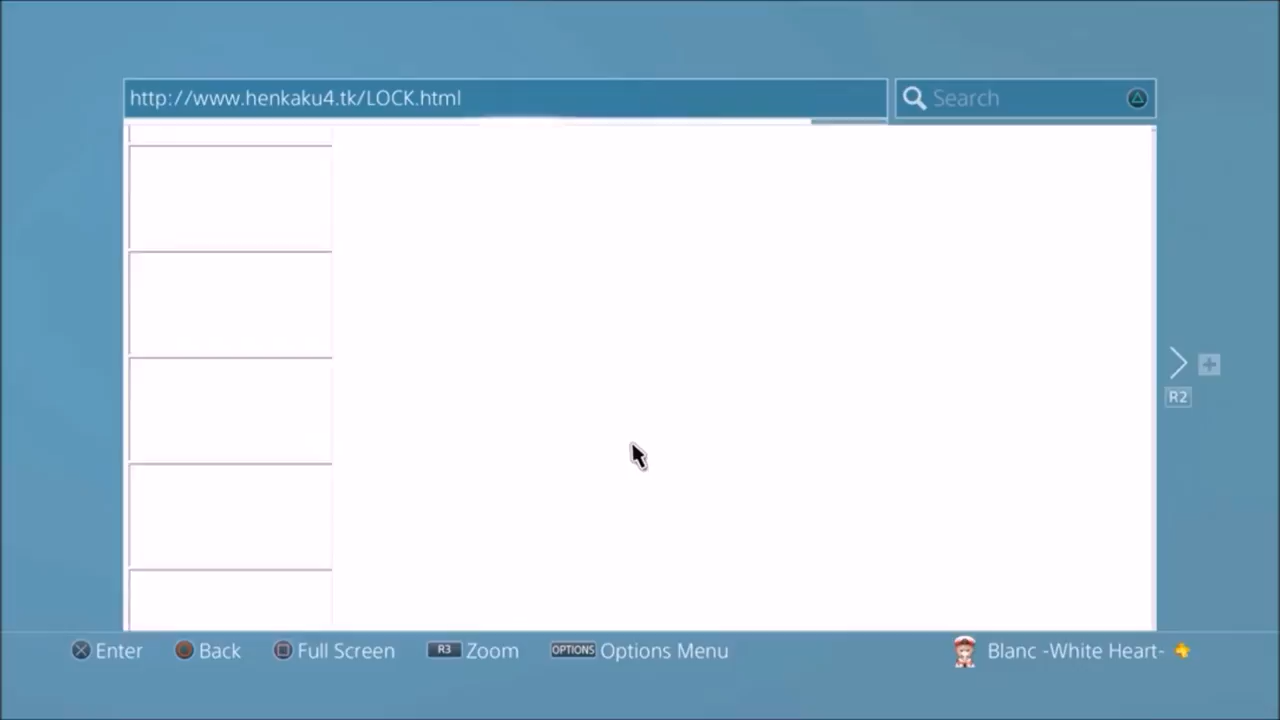 http://www.henkaku4.tk/LOCK.html
Search
R2
Enter
Back
Full Screen
R3 Zoom
OPTIONS Options Menu
Blanc -White Heart-